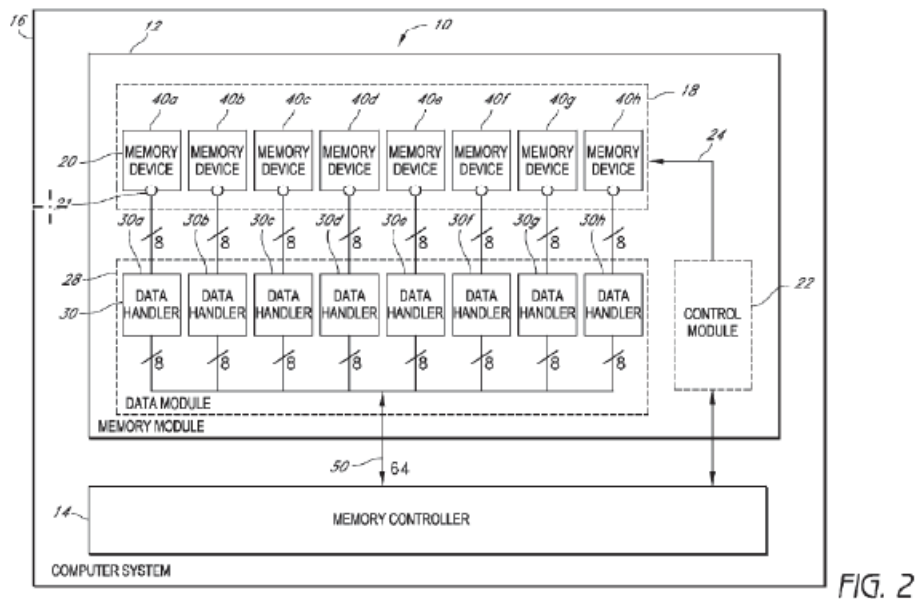 16
12
10
40a 40b 40c 40d 40e 40f 40g 40h
18
24
20
MEMORY DEVICE MEMORY DEVICE MEMORY DEVICE MEMORY DEVICE MEMORY DEVICE MEMORY DEVICE MEMORY DEVICE MEMORY DEVICE
21
30a 30b 30c 30d 30e 30f 30g 30h
8 8 8 8 8 8 8 8
28
22
30
DATA HANDLER DATA HANDLER DATA HANDLER DATA HANDLER DATA HANDLER DATA HANDLER DATA HANDLER DATA HANDLER
CONTROL
MODULE
8 8 8 8 8 8 8 8
DATA MODULE
MEMORY MODULE
50 64
14
MEMORY CONTROLLER
COMPUTER SYSTEM
FIG. 2